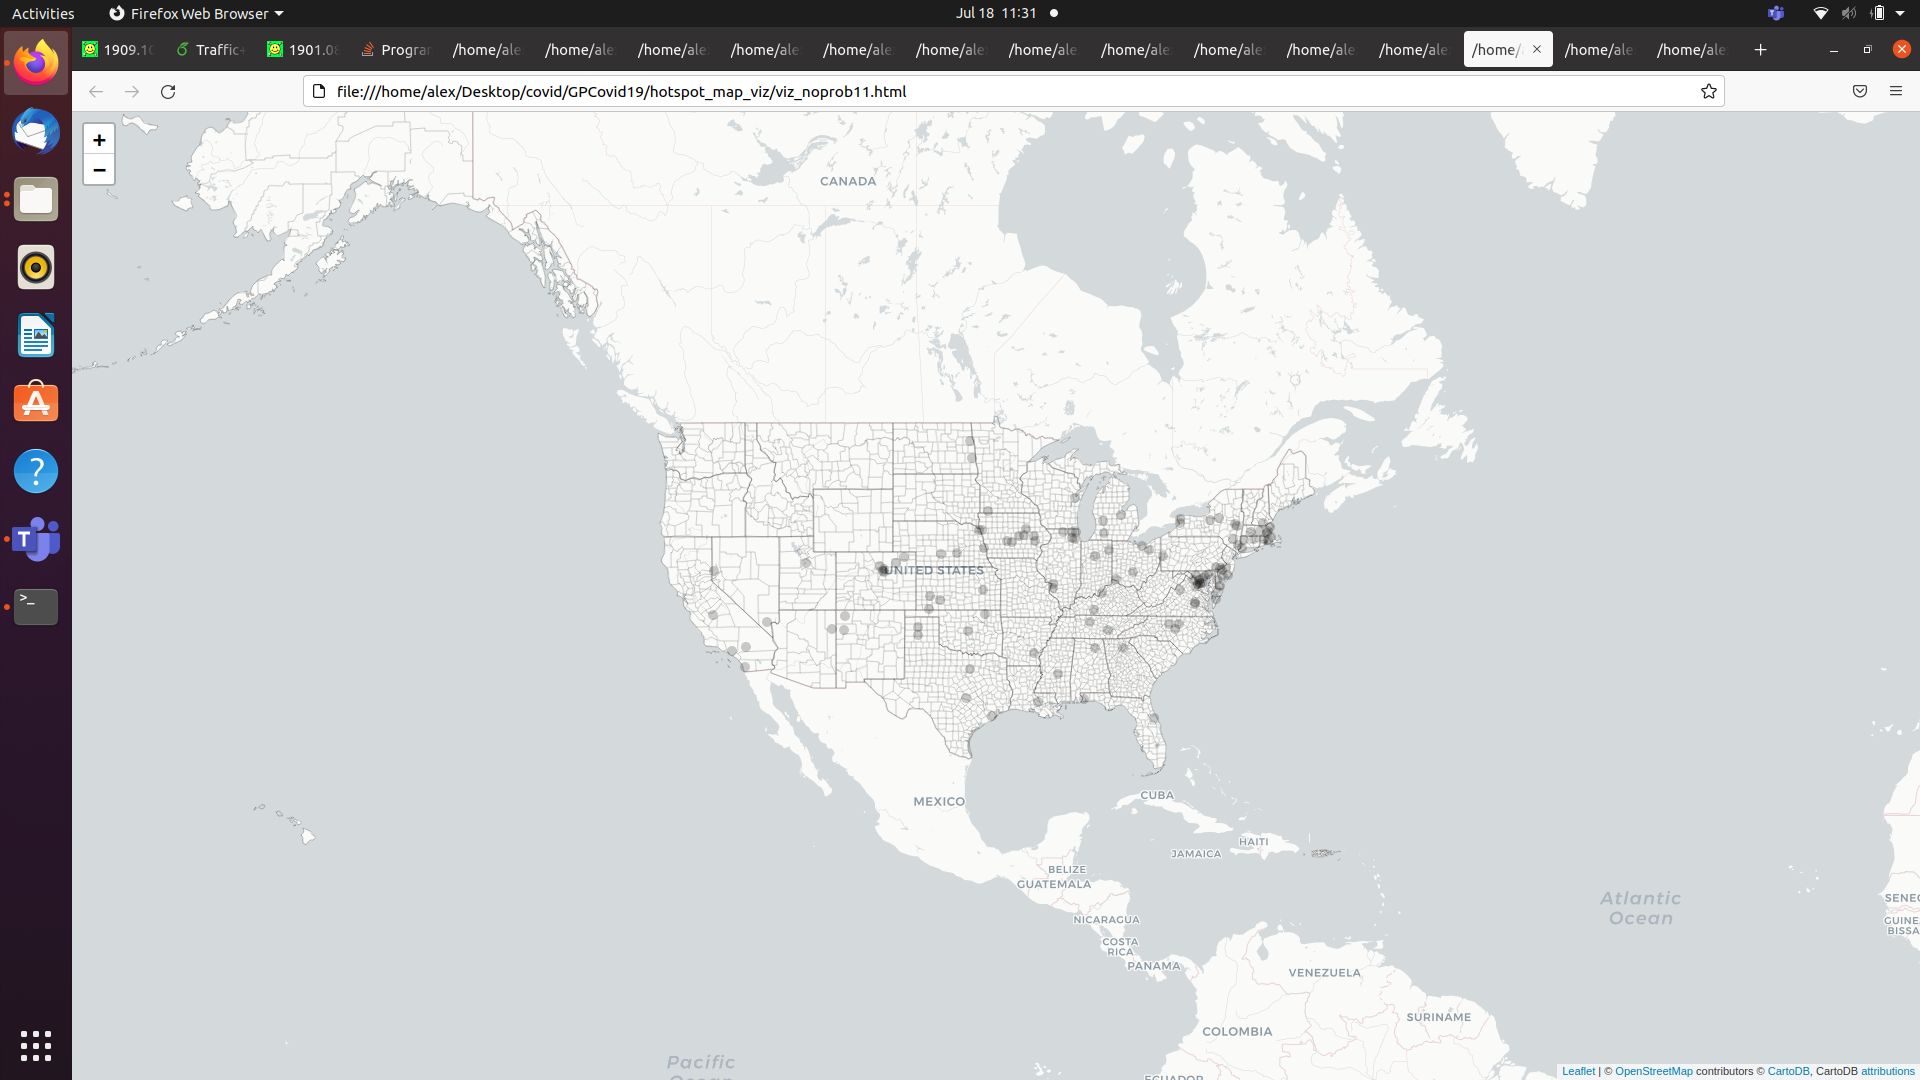 Activities
Firefox Web Browser
Jul 18 11:31
1909.10
Traffic
1901.08
Program
/home/ale
/home/ale
/home/ale
/home/ale
/home/ale
/home/ale
/home/ale
/home/ale
/home/ale
/home/ale
/home/ale
/home/
/home/ale
/home/ale
file:///home/alex/Desktop/covid/GPCovid19/hotspot_map_viz/viz_noprob11.html
+
−
CANADA
UNITED STATES
MEXICO
CUBA
HAITI
JAMAICA
BELIZE
GUATEMALA
NICARAGUA
COSTA
RICA
PANAMA
VENEZUELA
SURINAME
COLOMBIA
ECUADOR
Atlantic
Ocean
SENEG
GUINE
BISSA
Pacific
Ocean
Leaflet | © OpenStreetMap contributors © CartoDB, CartoDB attributions